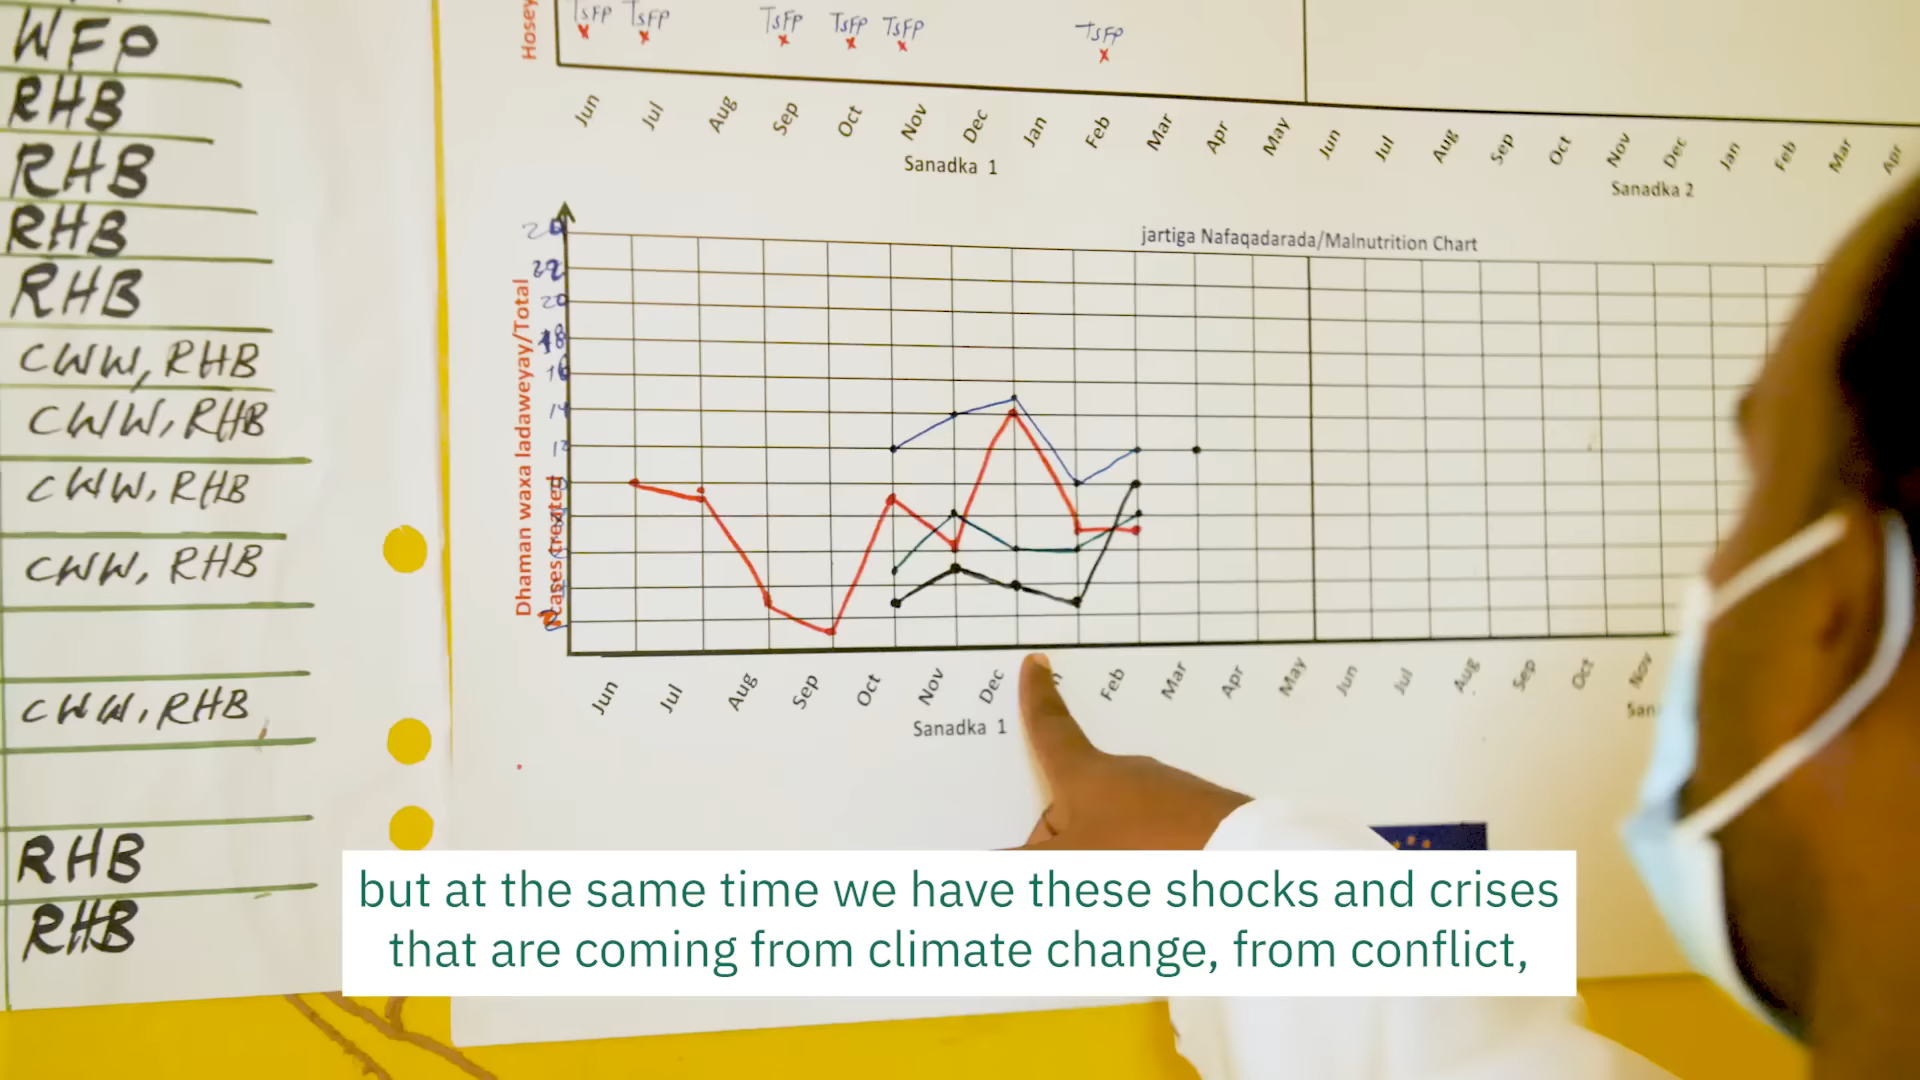 WFP
RHB
RHB
RHB
RHB
CWW, RHB
CWW, RHB
CWW, RHB
CWW, RHB
CWW, RHB
RHB
RHB
Hosey
TSFP TSFP TSFP TSFP TSFP TSFP
x x x x x x
Jun Jul Aug Sep Oct Nov Dec Jan Feb Mar Apr May Jun Jul Aug Sep Oct Nov Dec Jan Feb Mar Apr
Sanadka 1 Sanadka 2
jartiga Nafaqadarada/Malnutrition Chart
Dhaman waxa ladaweyay/Total
cases treated
22
20
18
16
14
12
Jun Jul Aug Sep Oct Nov Dec Feb Mar Apr May Jun Jul Aug Sep Oct Nov
Sanadka 1
but at the same time we have these shocks and crises
that are coming from climate change, from conflict,